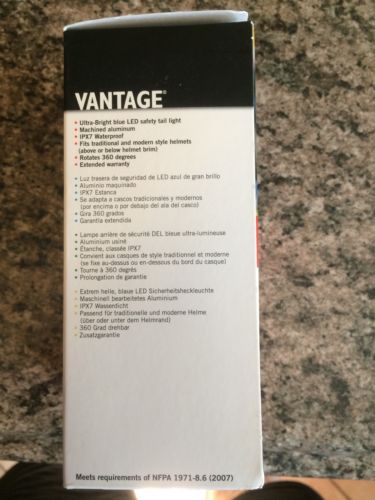 VANTAGE®
• Ultra-Bright blue LED safety tail light
• Machined aluminum
• IPX7 Waterproof
• Fits traditional and modern style helmets
(above or below helmet brim)
• Rotates 360 degrees
• Extended warranty
• Luz trasera de seguridad de LED azul de gran brillo
• Aluminio maquinado
• IPX7 Estanca
• Se adapta a cascos tradicionales y modernos
(por encima o por debajo del ala del casco)
• Gira 360 grados
• Garantía extendida
• Lampe arrière de sécurité DEL bleue ultra-lumineuse
• Aluminium usiné
• Étanche, classée IPX7
• Convient aux casques de style traditionnel et moderne
(se fixe au-dessus ou en-dessous du bord du casque)
• Tourne à 360 degrés
• Prolongation de garantie
• Extrem helle, blaue LED Sicherheitsheckleuchte
• Maschinell bearbeitetes Aluminium
• IPX7 Wasserdicht
• Passend für traditionelle und moderne Helme
(über oder unter dem Helmrand)
• 360 Grad drehbar
• Zusatzgarantie
Meets requirements of NFPA 1971-8.6 (2007)